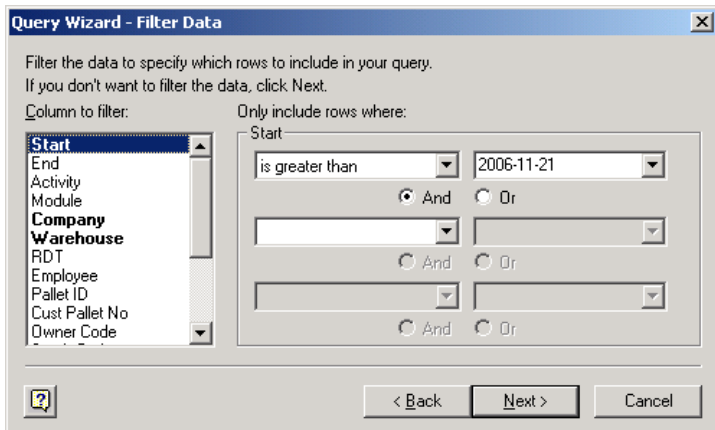 Query Wizard - Filter Data
Filter the data to specify which rows to include in your query.
If you don't want to filter the data, click Next.
Column to filter:
Only include rows where:
Start
End
Activity
Module
Company
Warehouse
RDT
Employee
Pallet ID
Cust Pallet No
Owner Code
Start
is greater than
2006-11-21
And
Or
And
Or
And
Or
< Back
Next >
Cancel